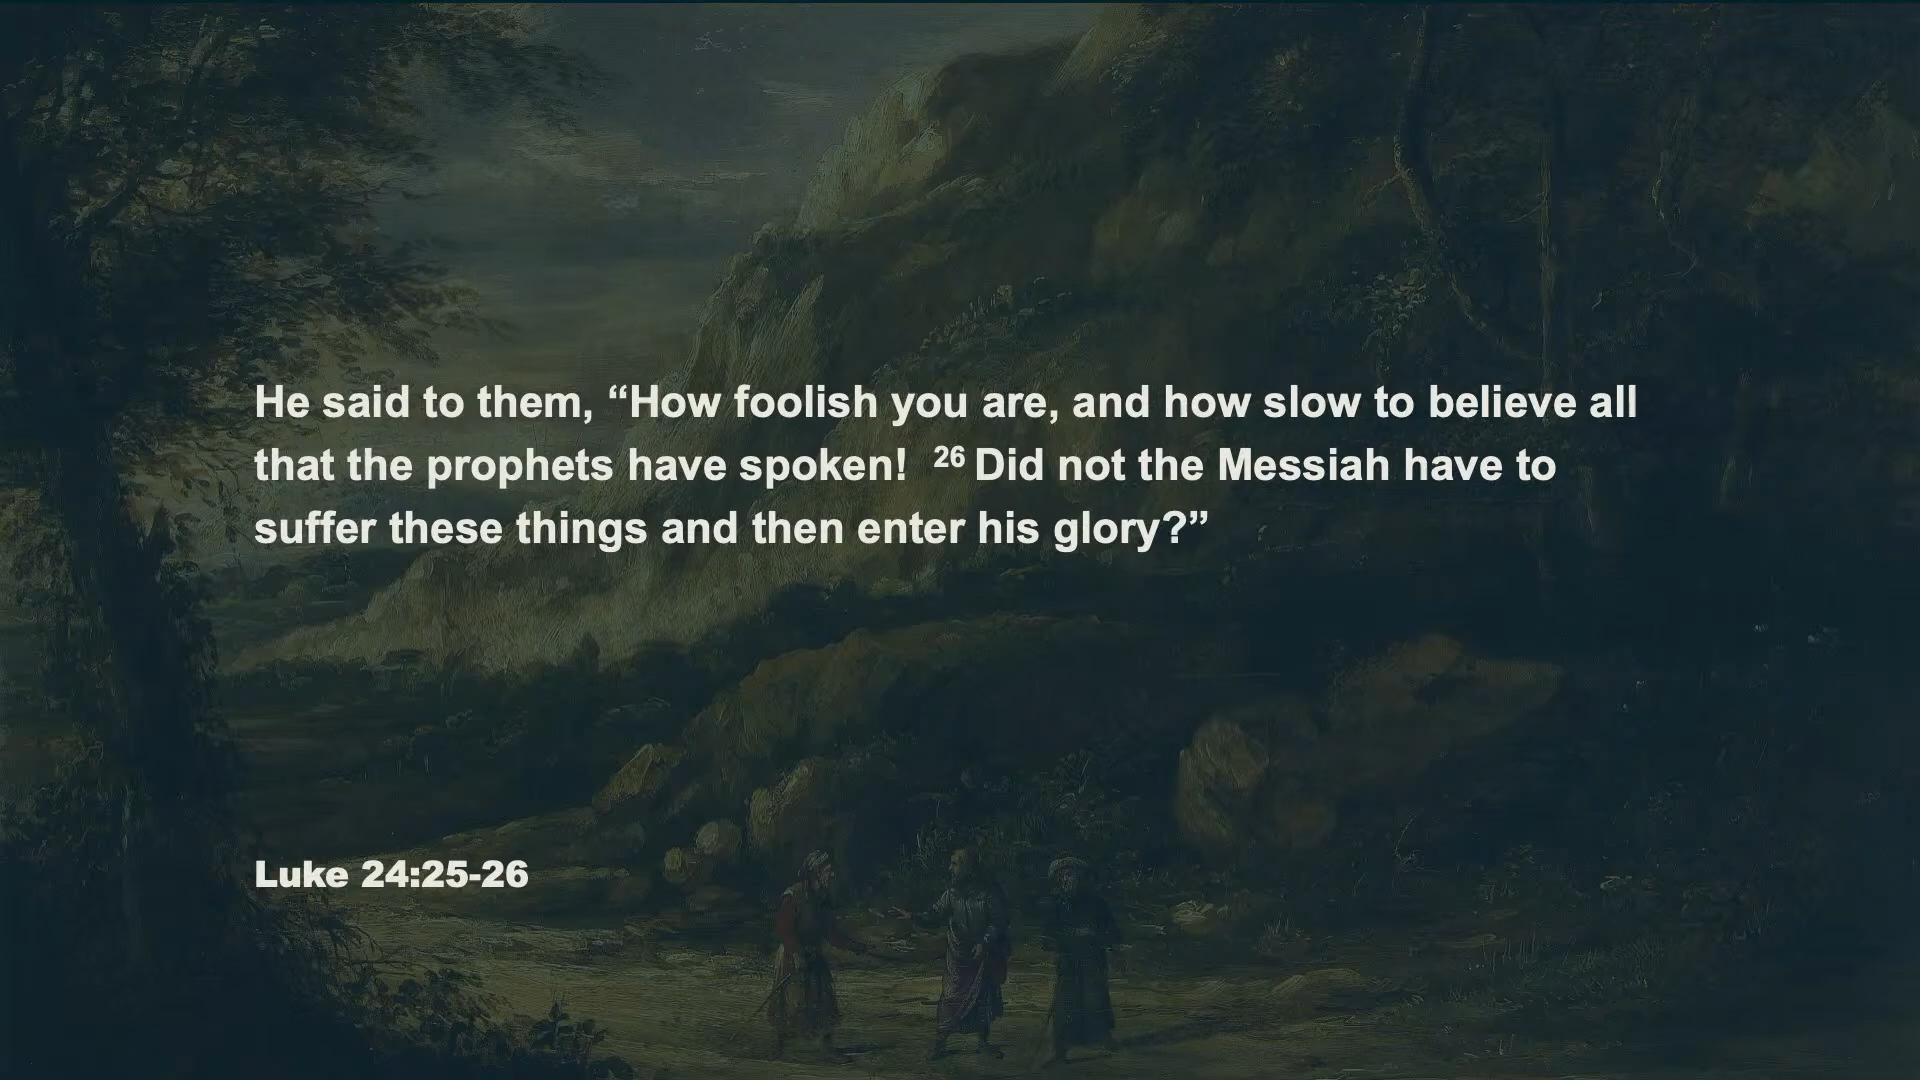 He said to them, “How foolish you are, and how slow to believe all
that the prophets have spoken!  ²⁶ Did not the Messiah have to
suffer these things and then enter his glory?”
Luke 24:25-26